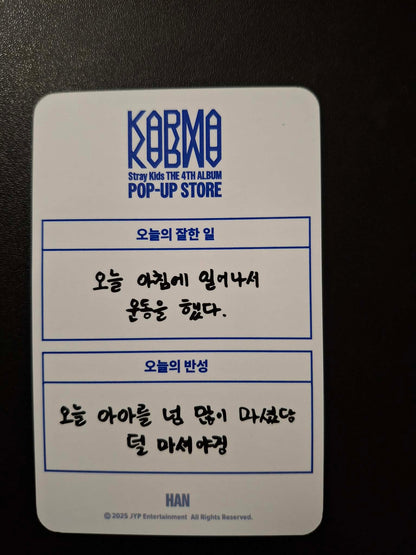 KARMA
Stray Kids THE 4TH ALBUM
POP-UP STORE
오늘의 잘한 일
오늘 아침에 일어나서
운동을 했다.
오늘의 반성
오늘 아아를 넘 많이 마셨당
덜 마셔야징
HAN
© 2025 JYP Entertainment All Rights Reserved.